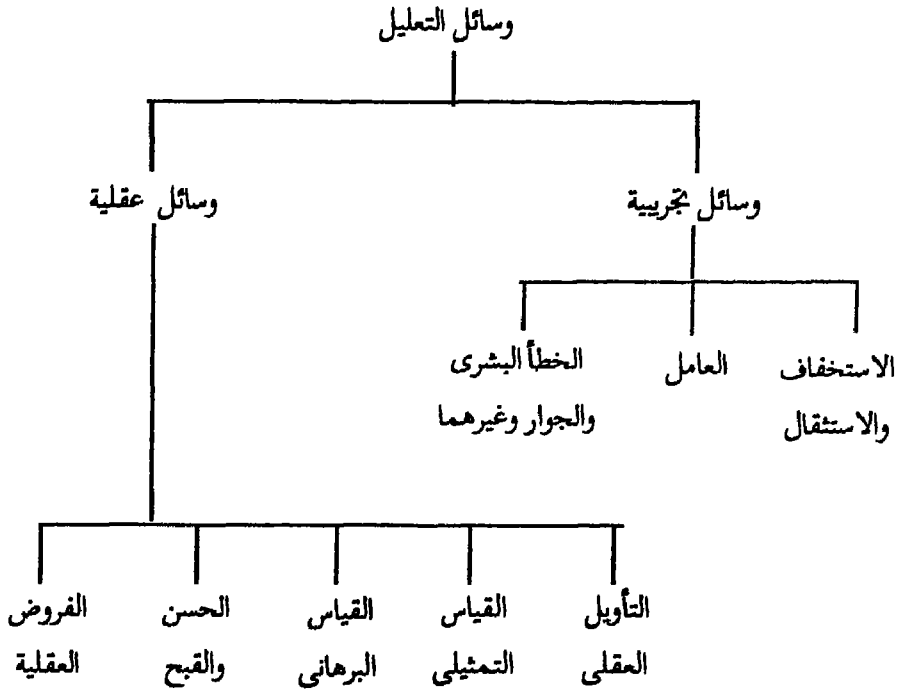 وسائل التعليل
وسائل تجريبية
وسائل عقلية
الاستخفاف
والاستثقال
العامل
الخطأ البشرى
والجوار وغيرهما
التأويل
العقلى
القياس
التمثيلى
القياس
البرهانى
الحسن
والقبح
الفروض
العقلية